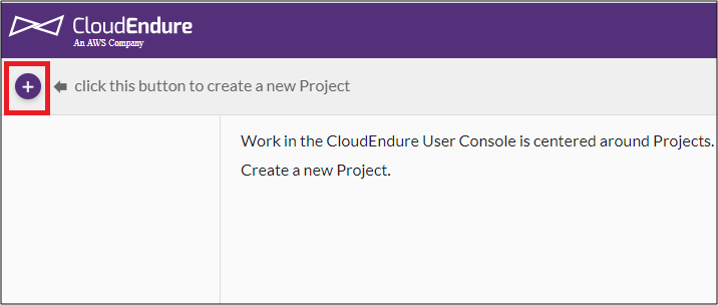 CloudEndure
An AWS Company
+
click this button to create a new Project
Work in the CloudEndure User Console is centered around Projects.
Create a new Project.